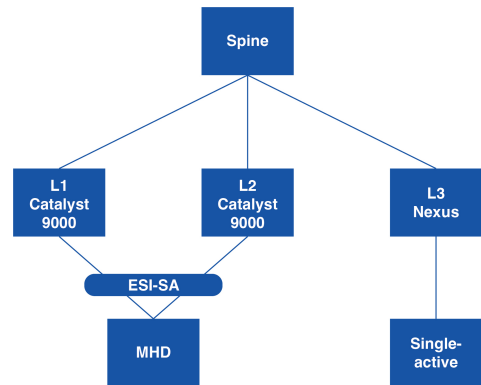 Spine
L1
Catalyst
9000
L2
Catalyst
9000
L3
Nexus
ESI-SA
MHD
Single-
active